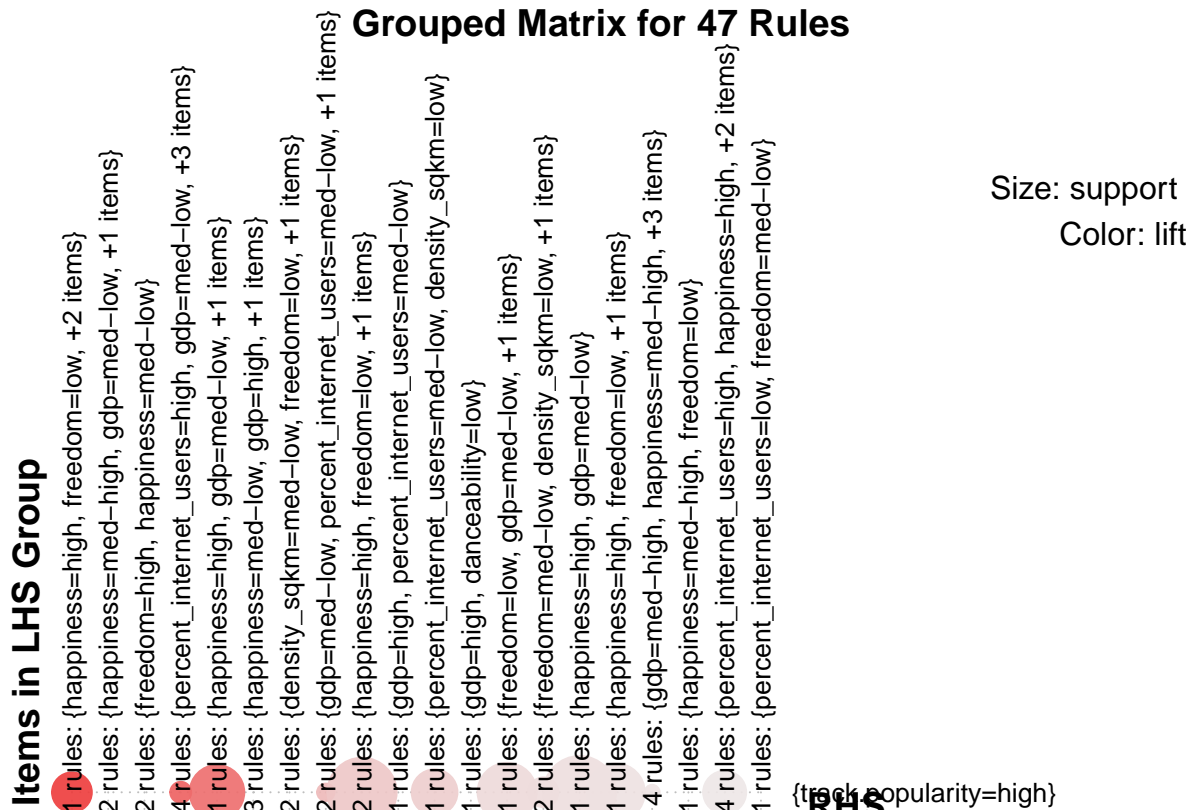 Grouped Matrix for 47 Rules
Size: support
Color: lift
Items in LHS Group
1 rules: {happiness=high, freedom=low, +2 items}
2 rules: {happiness=med−high, gdp=med−low, +1 items}
2 rules: {freedom=high, happiness=med−low}
4 rules: {percent_internet_users=high, gdp=med−low, +3 items}
1 rules: {happiness=high, gdp=med−low, +1 items}
3 rules: {happiness=med−low, gdp=high, +1 items}
2 rules: {density_sqkm=med−low, freedom=low, +1 items}
2 rules: {gdp=med−low, percent_internet_users=med−low, +1 items}
2 rules: {happiness=high, freedom=low, +1 items}
1 rules: {gdp=high, percent_internet_users=med−low}
1 rules: {percent_internet_users=med−low, density_sqkm=low}
1 rules: {gdp=high, danceability=low}
1 rules: {freedom=low, gdp=med−low, +1 items}
2 rules: {freedom=med−low, density_sqkm=low, +1 items}
1 rules: {happiness=high, gdp=med−low}
1 rules: {happiness=high, freedom=low, +1 items}
4 rules: {gdp=med−high, happiness=med−high, +3 items}
1 rules: {happiness=med−high, freedom=low}
4 rules: {percent_internet_users=high, happiness=high, +2 items}
1 rules: {percent_internet_users=low, freedom=med−low}
{track_popularity=high}
RHS